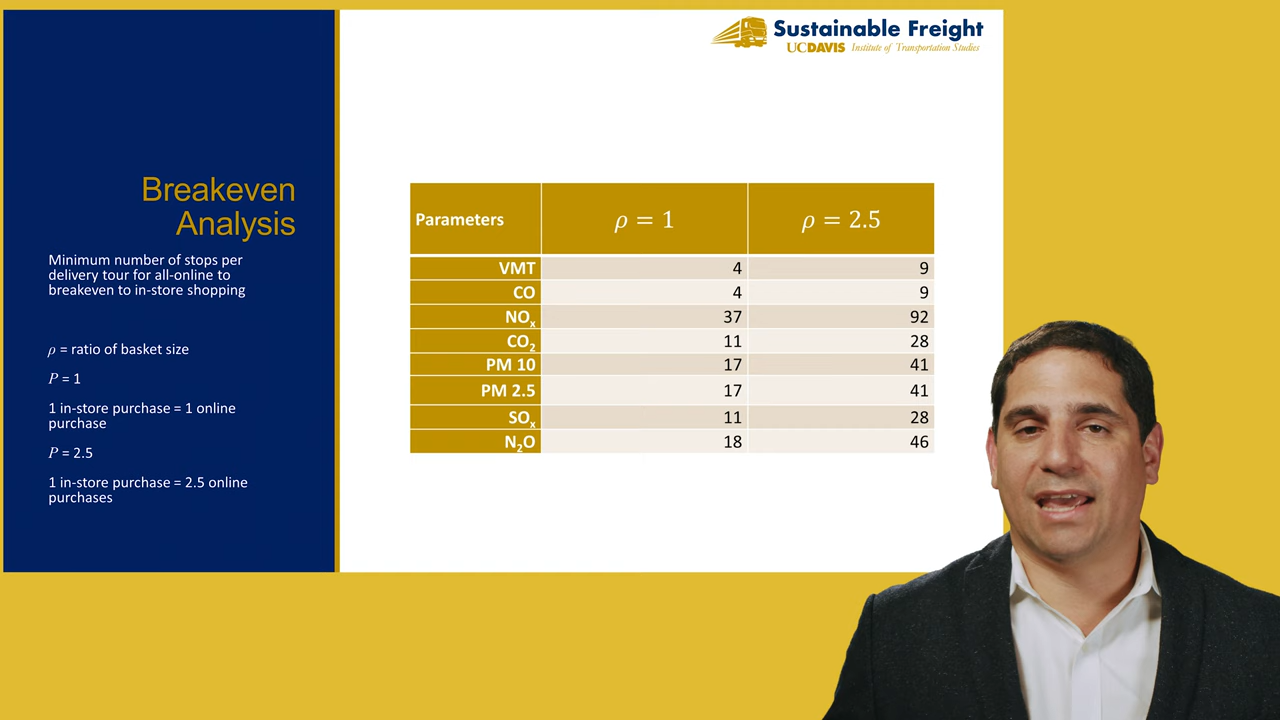 Sustainable Freight
UCDAVIS Institute of Transportation Studies
Breakeven
Analysis
Minimum number of stops per
delivery tour for all-online to
breakeven to in-store shopping
ρ = ratio of basket size
P = 1
1 in-store purchase = 1 online
purchase
P = 2.5
1 in-store purchase = 2.5 online
purchases
Parameters ρ = 1 ρ = 2.5
VMT 4 9
CO 4 9
NOₓ 37 92
CO₂ 11 28
PM 10 17 41
PM 2.5 17 41
SOₓ 11 28
N₂O 18 46